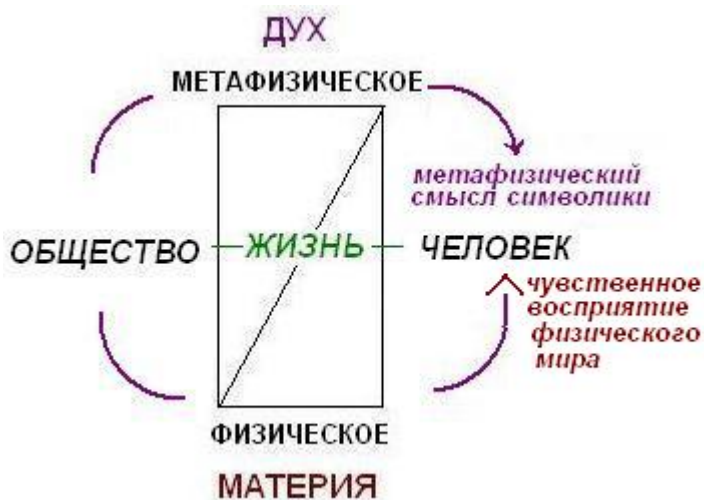 ДУХ
МЕТАФИЗИЧЕСКОЕ
метафизический
смысл символики
ОБЩЕСТВО ЖИЗНЬ ЧЕЛОВЕК
чувственное
восприятие
физического
мира
ФИЗИЧЕСКОЕ
МАТЕРИЯ